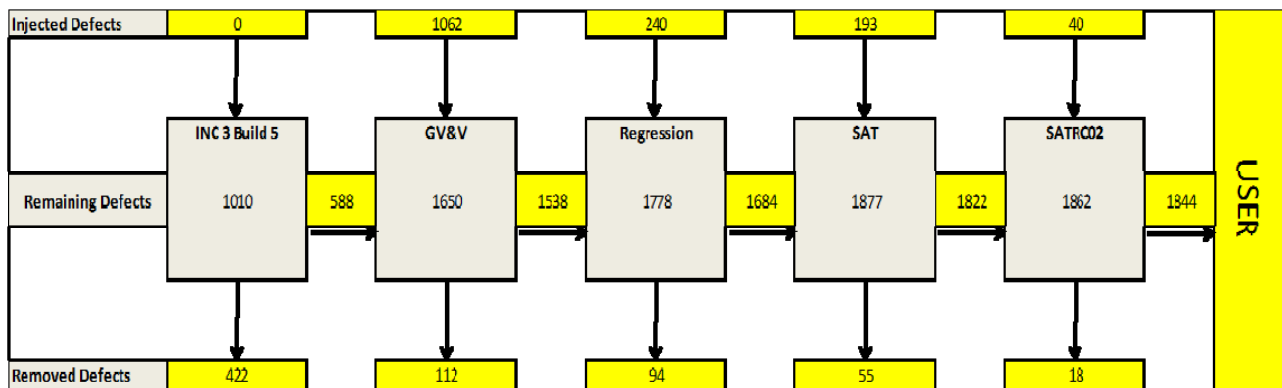 Injected Defects 0 1062 240 193 40
INC 3 Build 5 GV&V Regression SAT SATRC02
Remaining Defects 1010 588 1650 1538 1778 1684 1877 1822 1862 1844
USER
Removed Defects 422 112 94 55 18